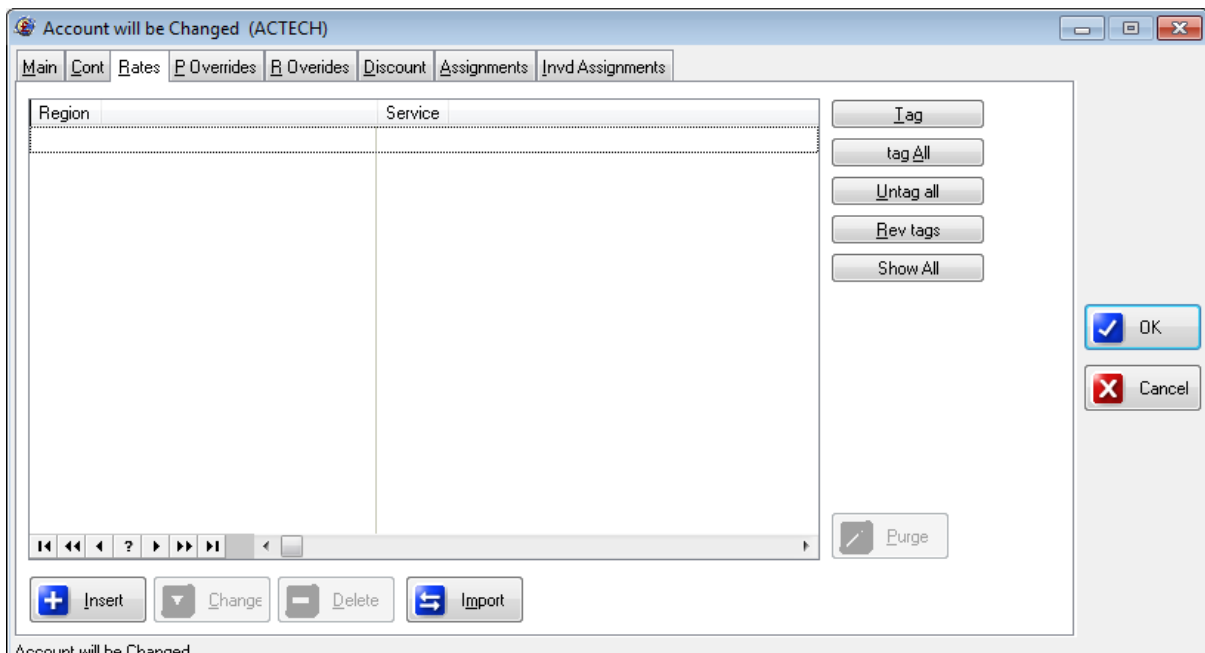 Account will be Changed (ACTECH)
Main Cont Rates P Overrides R Overides Discount Assignments Invd Assignments
Region Service
Tag
tag All
Untag all
Rev tags
Show All
OK
Cancel
Purge
?
Insert Change Delete Import
Account will be Changed